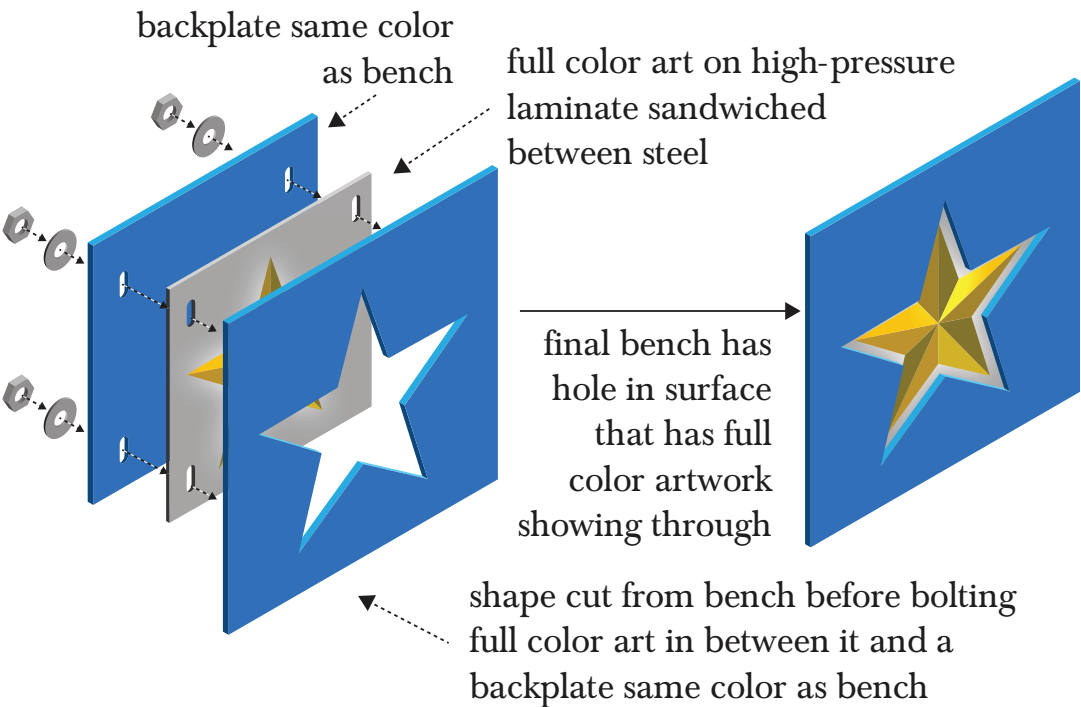 backplate same color
as bench
full color art on high-pressure
laminate sandwiched
between steel
final bench has
hole in surface
that has full
color artwork
showing through
shape cut from bench before bolting
full color art in between it and a
backplate same color as bench